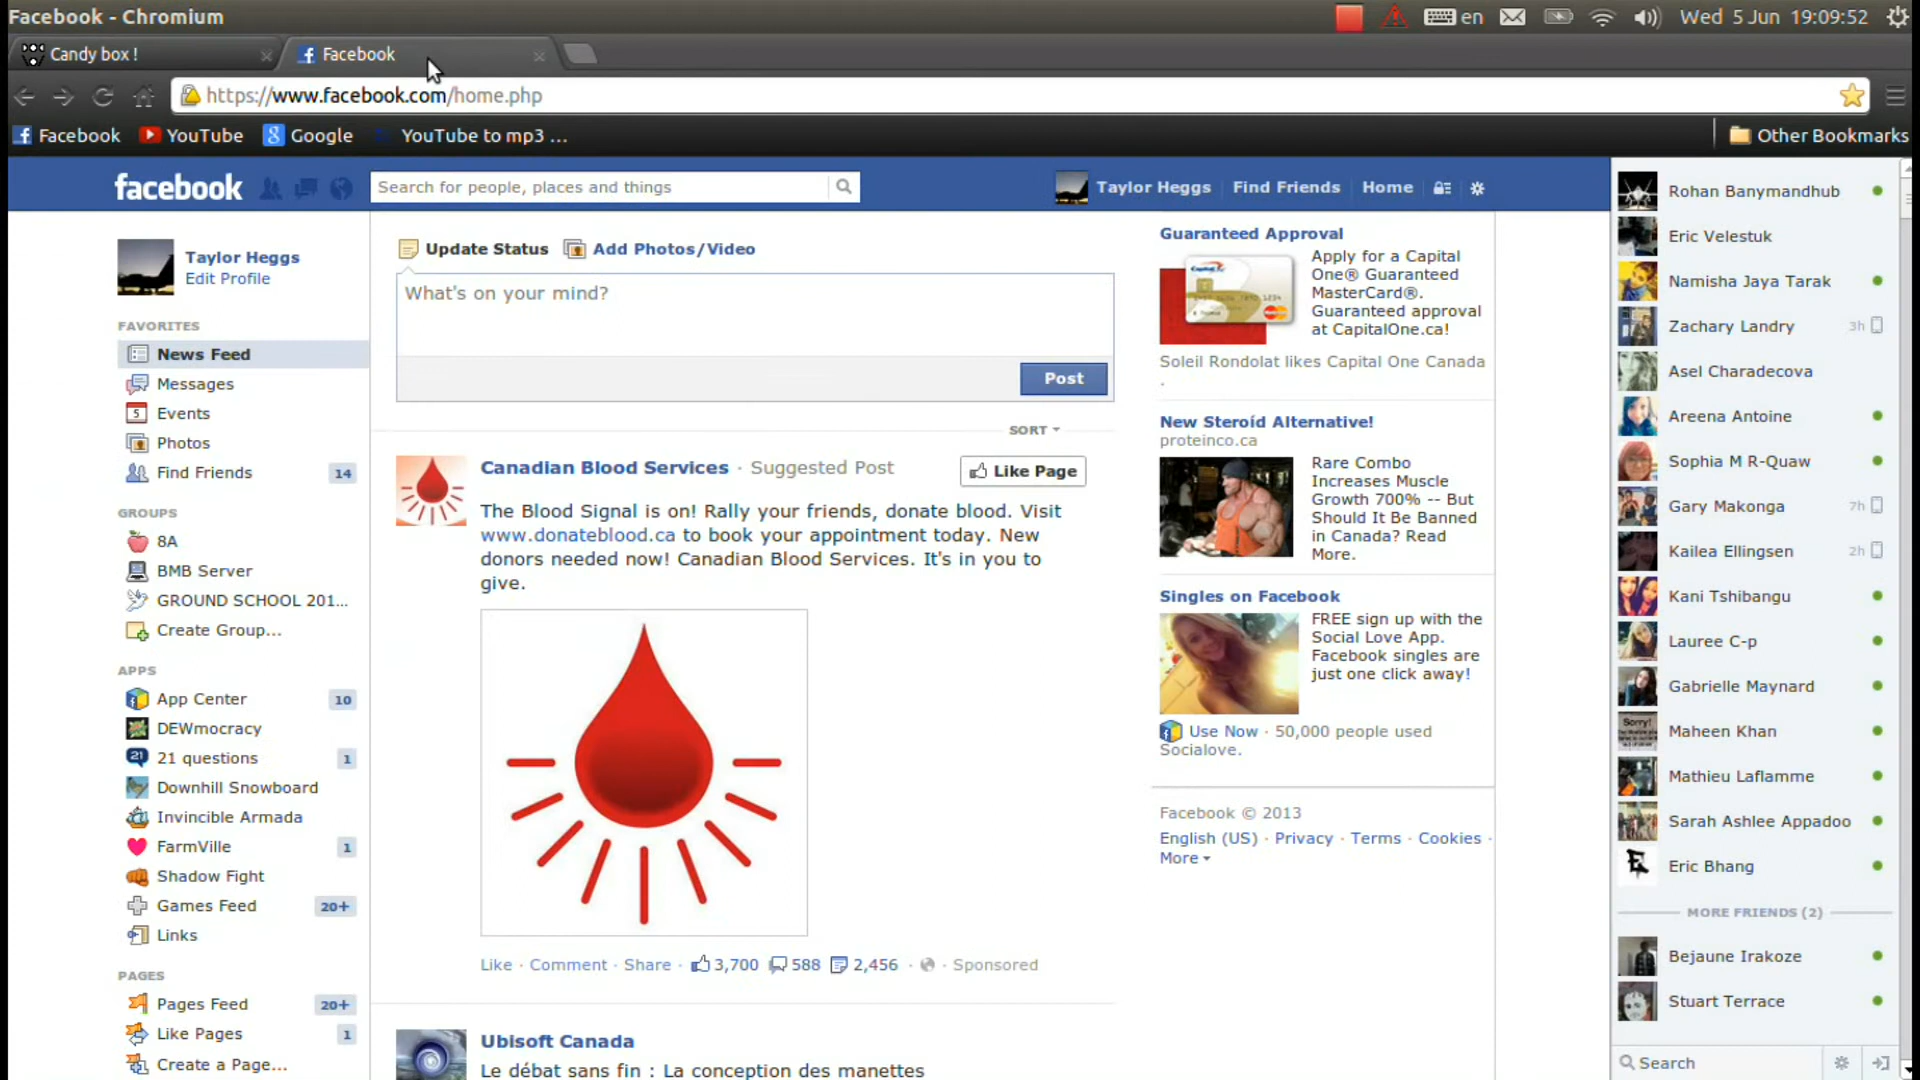 Facebook - Chromium
en
Wed 5 Jun 19:09:52
Candy box !
Facebook
https://www.facebook.com/home.php
Facebook
YouTube
Google
YouTube to mp3 ...
Other Bookmarks
facebook
Search for people, places and things
Taylor Heggs
Find Friends
Home
Taylor Heggs
Edit Profile
FAVORITES
News Feed
Messages
5 Events
Photos
Find Friends 14
GROUPS
8A
BMB Server
GROUND SCHOOL 201...
Create Group...
APPS
App Center 10
DEWmocracy
21 21 questions 1
Downhill Snowboard
Invincible Armada
FarmVille 1
Shadow Fight
Games Feed 20+
Links
PAGES
Pages Feed 20+
Like Pages 1
Create a Page...
Update Status
Add Photos/Video
What's on your mind?
Post
SORT
Canadian Blood Services · Suggested Post
Like Page
The Blood Signal is on! Rally your friends, donate blood. Visit
www.donateblood.ca to book your appointment today. New
donors needed now! Canadian Blood Services. It's in you to
give.
Like · Comment · Share · 3,700 588 2,456 · · Sponsored
Ubisoft Canada
Le débat sans fin : La conception des manettes
Guaranteed Approval
Apply for a Capital
One® Guaranteed
MasterCard®.
Guaranteed approval
at CapitalOne.ca!
Soleil Rondolat likes Capital One Canada
.
New Steroíd Alternative!
proteinco.ca
Rare Combo
Increases Muscle
Growth 700% -- But
Should It Be Banned
in Canada? Read
More.
Singles on Facebook
FREE sign up with the
Social Love App.
Facebook singles are
just one click away!
Use Now · 50,000 people used
Socialove.
Facebook © 2013
English (US) · Privacy · Terms · Cookies ·
More
Rohan Banymandhub
Eric Velestuk
Namisha Jaya Tarak
Zachary Landry 3h
Asel Charadecova
Areena Antoine
Sophia M R-Quaw
Gary Makonga 7h
Kailea Ellingsen 2h
Kani Tshibangu
Lauree C-p
Gabrielle Maynard
Sorry!
Maheen Khan
Mathieu Laflamme
Sarah Ashlee Appadoo
Eric Bhang
MORE FRIENDS (2)
Bejaune Irakoze
Stuart Terrace
Search